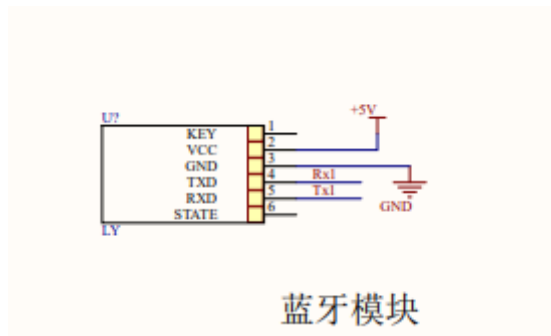 U?
KEY 1
VCC 2
GND 3
TXD 4
RXD 5
STATE 6
LY
+5V
Rx1
Tx1
GND
蓝牙模块